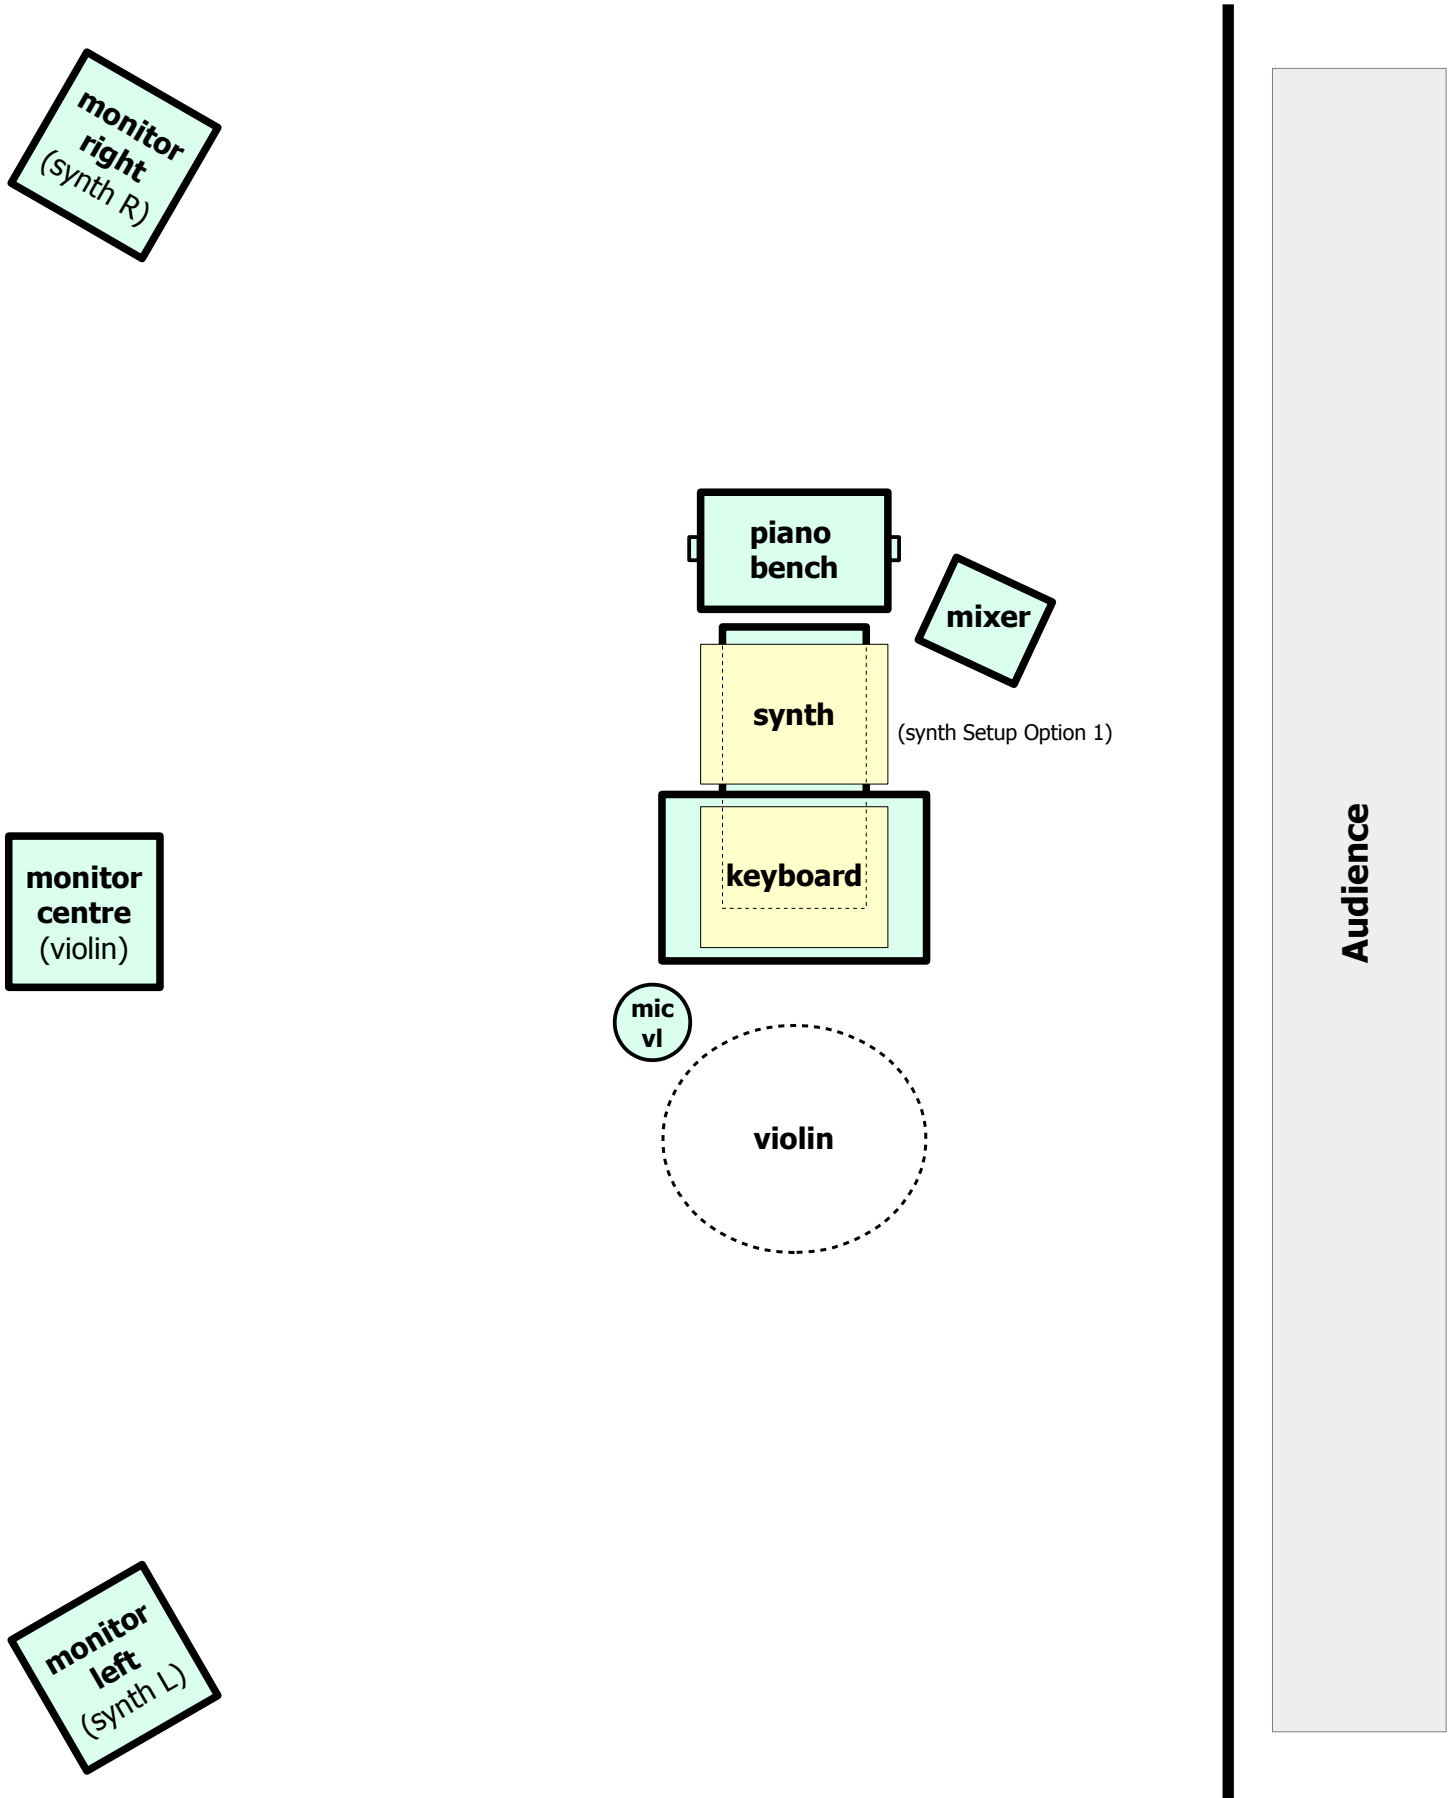 monitor
right
(synth R)
piano
bench
mixer
synth
(synth Setup Option 1)
keyboard
monitor
centre
(violin)
Audience
mic
vl
violin
monitor
left
(synth L)